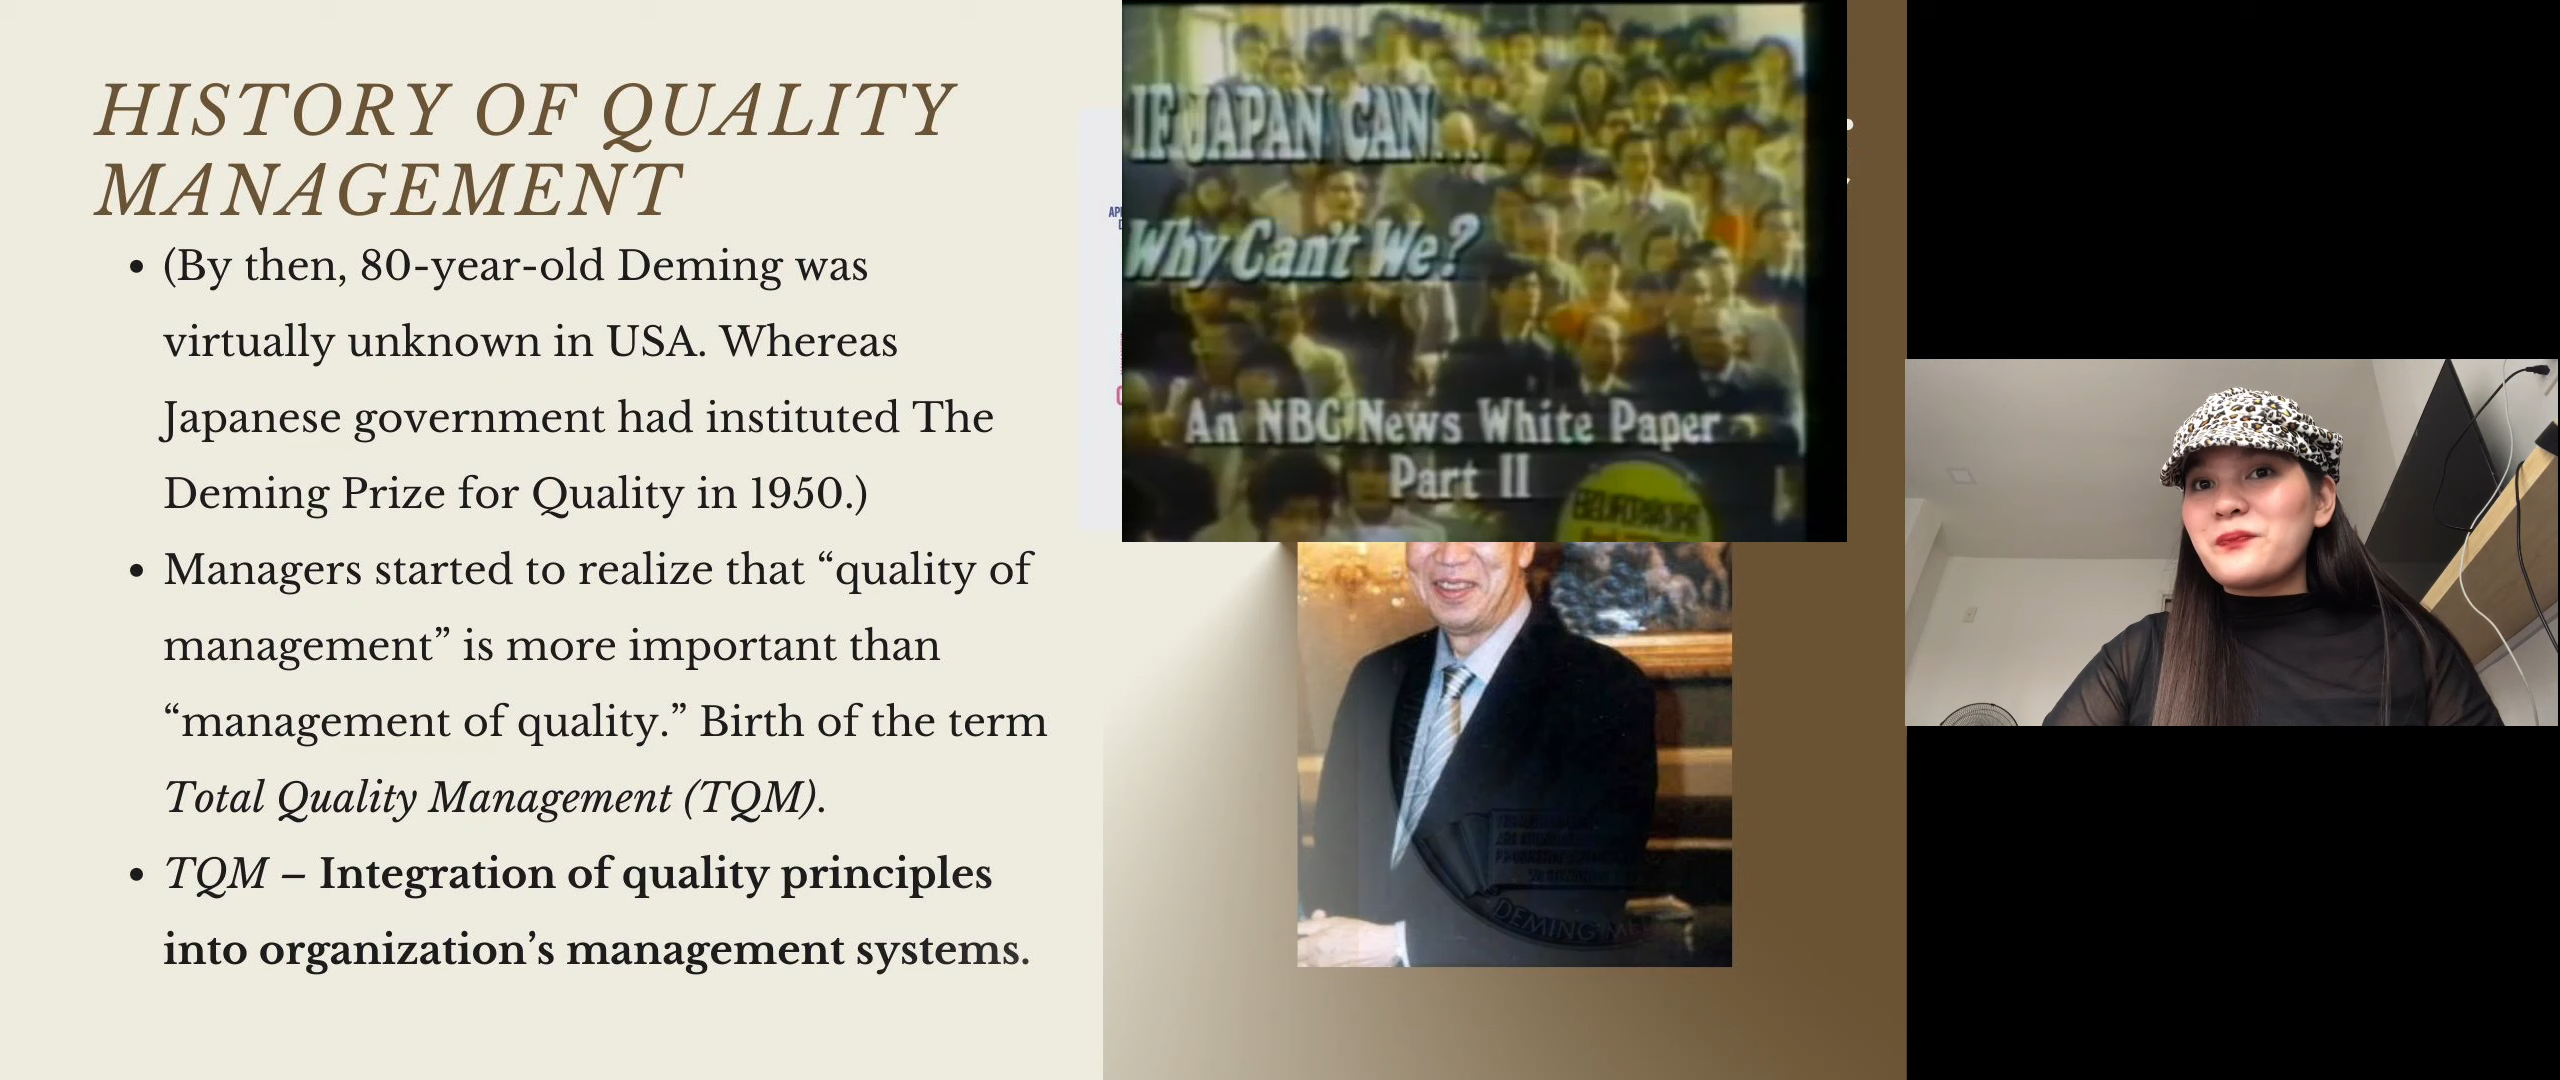 HISTORY OF QUALITY
MANAGEMENT
• (By then, 80-year-old Deming was
virtually unknown in USA. Whereas
Japanese government had instituted The
Deming Prize for Quality in 1950.)
• Managers started to realize that “quality of
management” is more important than
“management of quality.” Birth of the term
Total Quality Management (TQM).
• TQM – Integration of quality principles
into organization’s management systems.
IF JAPAN CAN...
Why Can't We?
An NBC News White Paper
Part II
DEMING